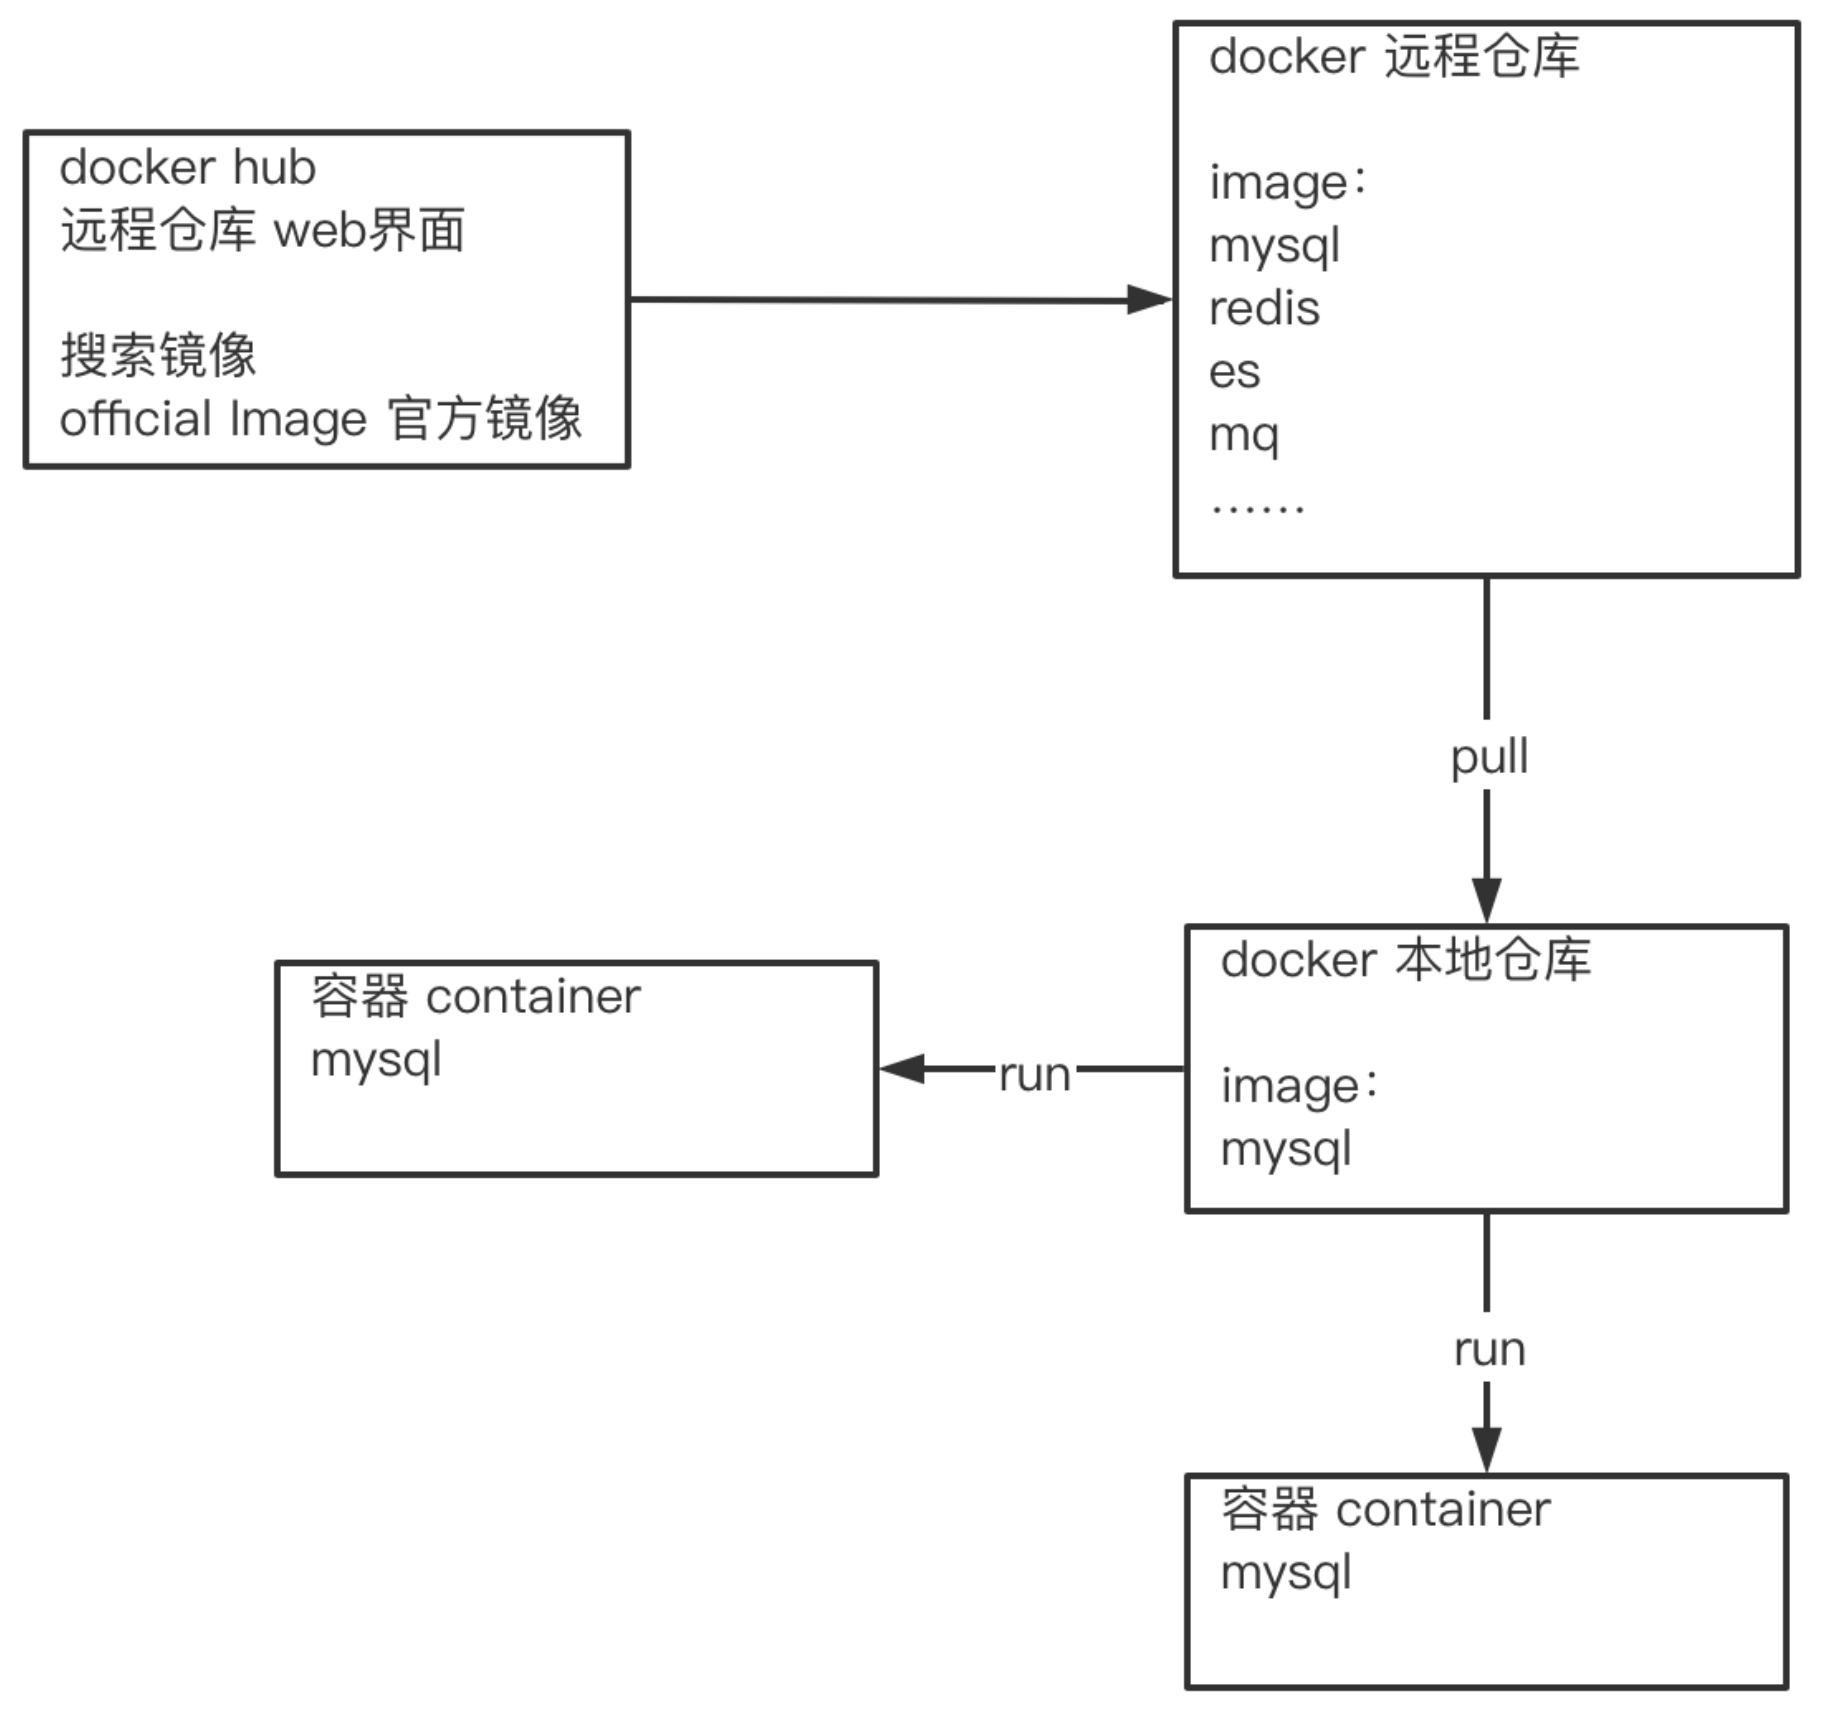 docker hub
远程仓库 web界面
搜索镜像
official Image 官方镜像
docker 远程仓库
image：
mysql
redis
es
mq
……
pull
docker 本地仓库
image：
mysql
run
容器 container
mysql
run
容器 container
mysql